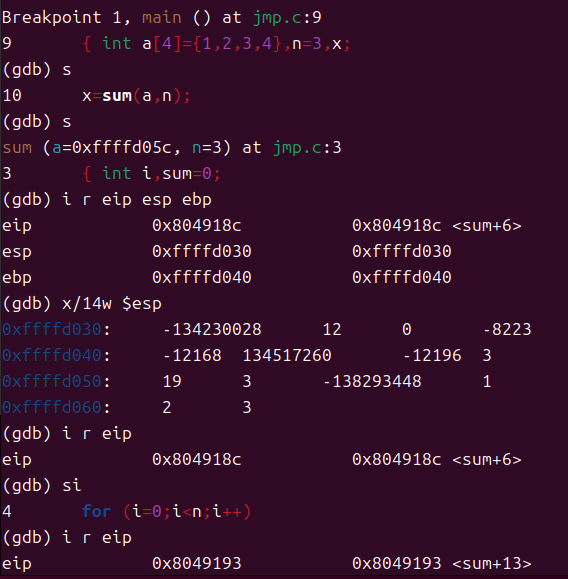 Breakpoint 1, main () at jmp.c:9
9       { int a[4]={1,2,3,4},n=3,x;
(gdb) s
10      x=sum(a,n);
(gdb) s
sum (a=0xffffd05c, n=3) at jmp.c:3
3       { int i,sum=0;
(gdb) i r eip esp ebp
eip            0x804918c           0x804918c <sum+6>
esp            0xffffd030          0xffffd030
ebp            0xffffd040          0xffffd040
(gdb) x/14w $esp
0xffffd030:     -134230028      12      0       -8223
0xffffd040:     -12168  134517260       -12196  3
0xffffd050:     19      3       -138293448      1
0xffffd060:     2       3
(gdb) i r eip
eip            0x804918c           0x804918c <sum+6>
(gdb) si
4       for (i=0;i<n;i++)
(gdb) i r eip
eip            0x8049193           0x8049193 <sum+13>